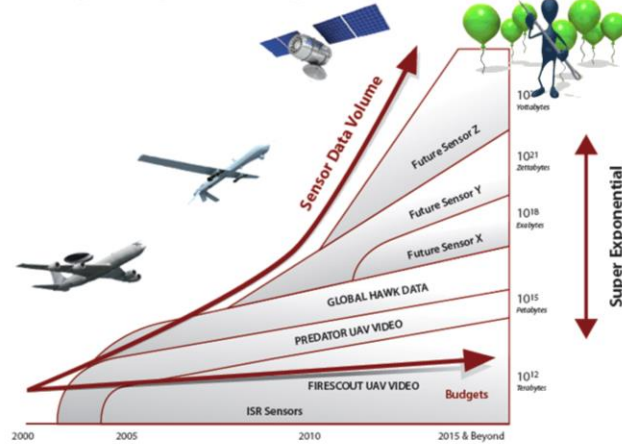 Sensor Data Volume
Future Sensor Z
Future Sensor Y
Future Sensor X
GLOBAL HAWK DATA
PREDATOR UAV VIDEO
FIRESCOUT UAV VIDEO
Budgets
ISR Sensors
Yottabytes
10²¹
Zettabytes
10¹⁸
Exabytes
10¹⁵
Petabytes
10¹²
Terabytes
Super Exponential
2000
2005
2010
2015 & Beyond